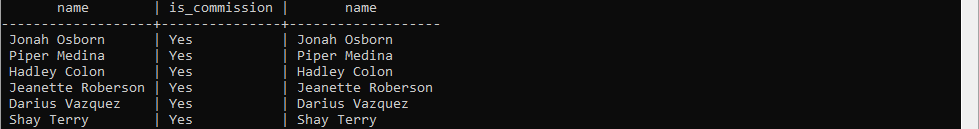 name | is_commission | name
-------------------+---------------+-------------------
Jonah Osborn | Yes | Jonah Osborn
Piper Medina | Yes | Piper Medina
Hadley Colon | Yes | Hadley Colon
Jeanette Roberson | Yes | Jeanette Roberson
Darius Vazquez | Yes | Darius Vazquez
Shay Terry | Yes | Shay Terry